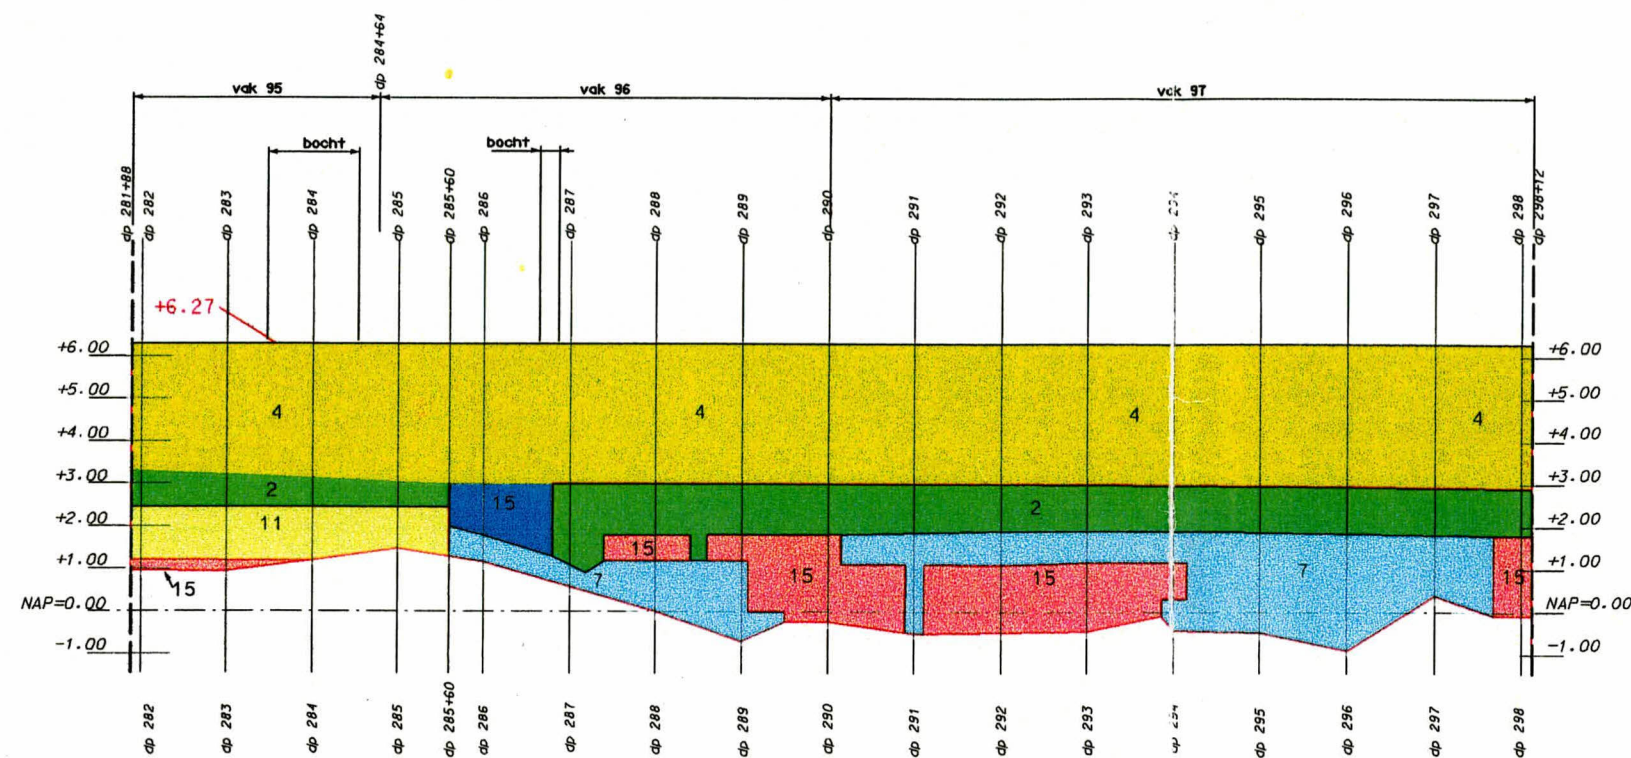 dp 284+64
vak 95
vak 96
vak 97
bocht
bocht
dp 281+88
dp 282
dp 283
dp 284
dp 285
dp 285+60
dp 286
dp 287
dp 288
dp 289
dp 290
dp 291
dp 292
dp 293
dp 294
dp 295
dp 296
dp 297
dp 298
dp 298+12
+6.27
+6.00
+6.00
+5.00
+5.00
4
4
4
4
+4.00
+4.00
+3.00
+3.00
2
15
2
+2.00
11
+2.00
15
+1.00
7
15
15
7
15
+1.00
15
NAP=0.00
NAP=0.00
-1.00
-1.00
dp 282
dp 283
dp 284
dp 285
dp 285+60
dp 286
dp 287
dp 288
dp 289
dp 290
dp 291
dp 292
dp 293
dp 294
dp 295
dp 296
dp 297
dp 298